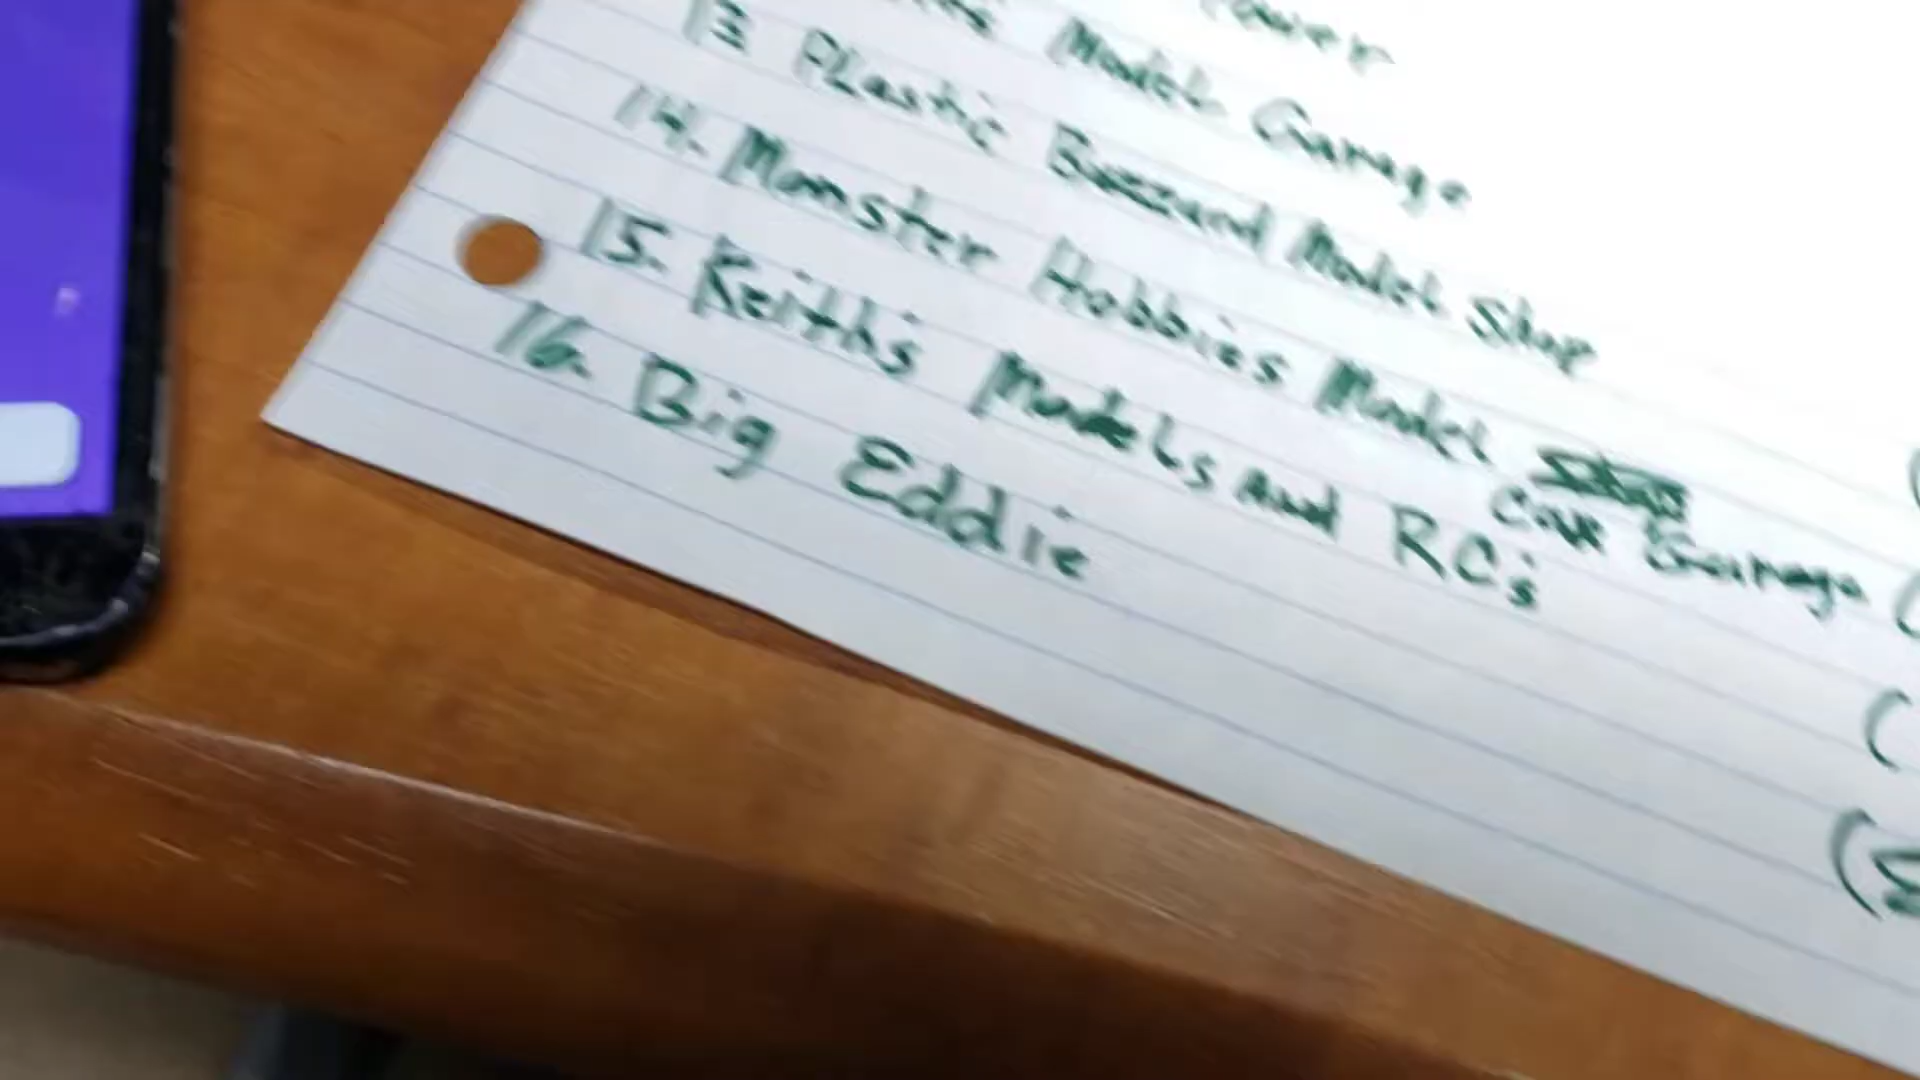 ower
Model Garage
13 Plastic Buzzard Model Shop
14. Monster Hobbies Model Car Garage
15. Keith's Models and RC's
16. Big Eddie